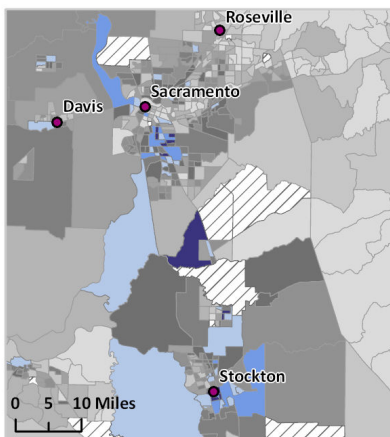 Roseville
Sacramento
Davis
Stockton
0 5 10 Miles